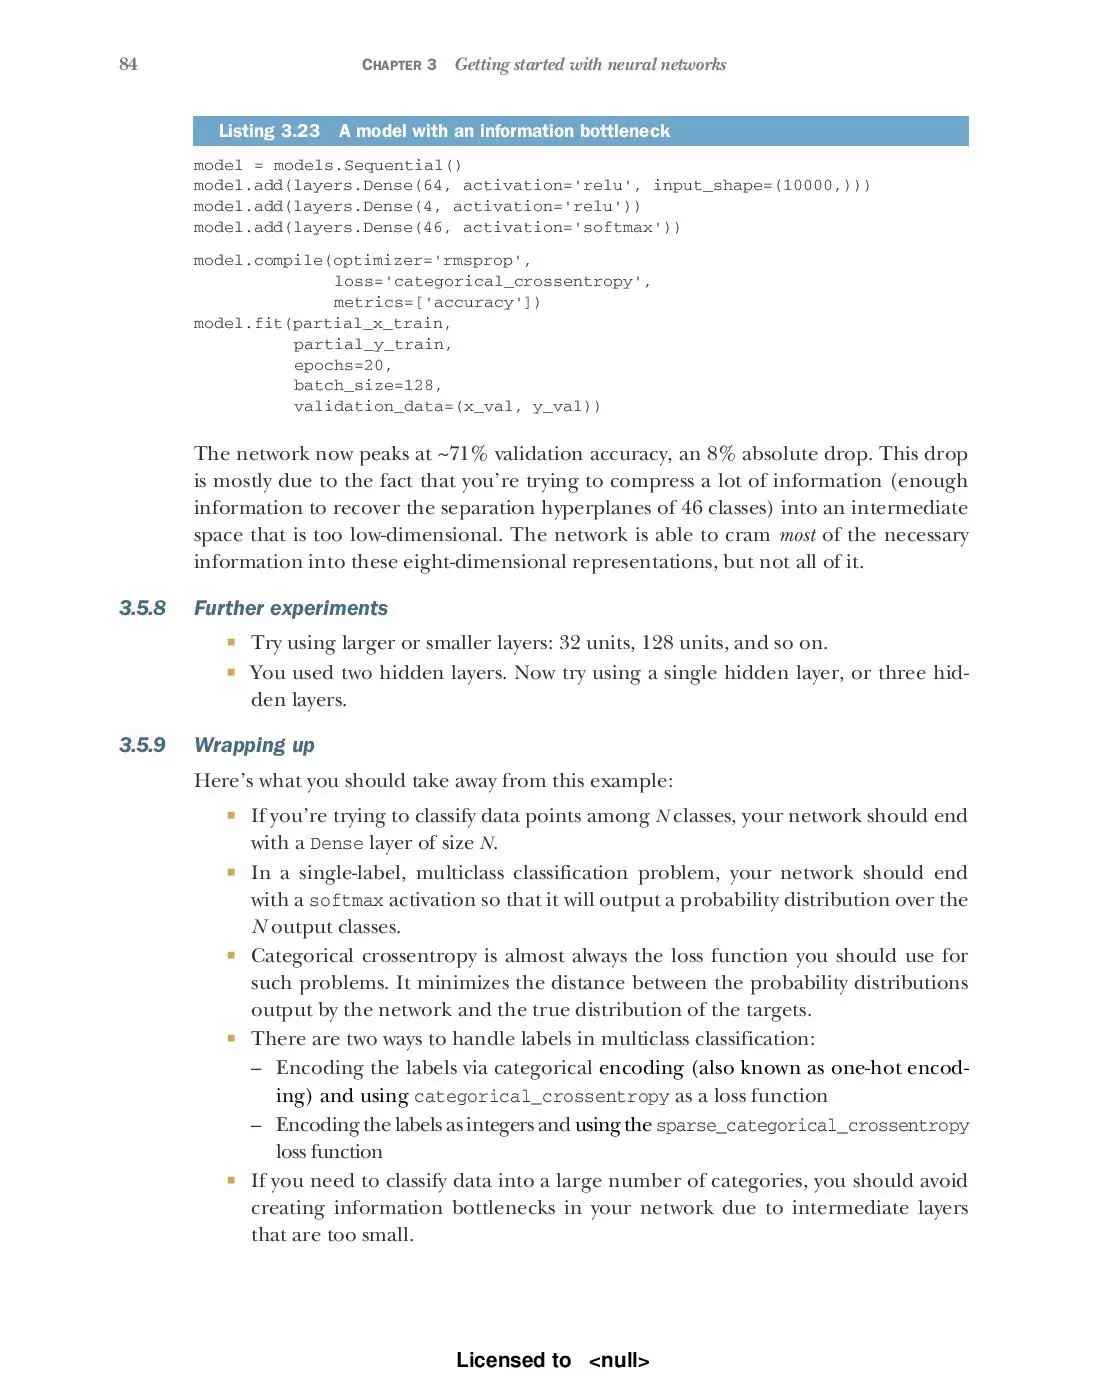 84 CHAPTER 3 Getting started with neural networks
Listing 3.23 A model with an information bottleneck
model = models.Sequential()
model.add(layers.Dense(64, activation='relu', input_shape=(10000,)))
model.add(layers.Dense(4, activation='relu'))
model.add(layers.Dense(46, activation='softmax'))
model.compile(optimizer='rmsprop',
loss='categorical_crossentropy',
metrics=['accuracy'])
model.fit(partial_x_train,
partial_y_train,
epochs=20,
batch_size=128,
validation_data=(x_val, y_val))
The network now peaks at ~71% validation accuracy, an 8% absolute drop. This drop
is mostly due to the fact that you're trying to compress a lot of information (enough
information to recover the separation hyperplanes of 46 classes) into an intermediate
space that is too low-dimensional. The network is able to cram most of the necessary
information into these eight-dimensional representations, but not all of it.
3.5.8 Further experiments
▪ Try using larger or smaller layers: 32 units, 128 units, and so on.
▪ You used two hidden layers. Now try using a single hidden layer, or three hid-
den layers.
3.5.9 Wrapping up
Here's what you should take away from this example:
▪ If you're trying to classify data points among N classes, your network should end
with a Dense layer of size N.
▪ In a single-label, multiclass classification problem, your network should end
with a softmax activation so that it will output a probability distribution over the
N output classes.
▪ Categorical crossentropy is almost always the loss function you should use for
such problems. It minimizes the distance between the probability distributions
output by the network and the true distribution of the targets.
▪ There are two ways to handle labels in multiclass classification:
– Encoding the labels via categorical encoding (also known as one-hot encod-
ing) and using categorical_crossentropy as a loss function
– Encoding the labels as integers and using the sparse_categorical_crossentropy
loss function
▪ If you need to classify data into a large number of categories, you should avoid
creating information bottlenecks in your network due to intermediate layers
that are too small.
Licensed to <null>